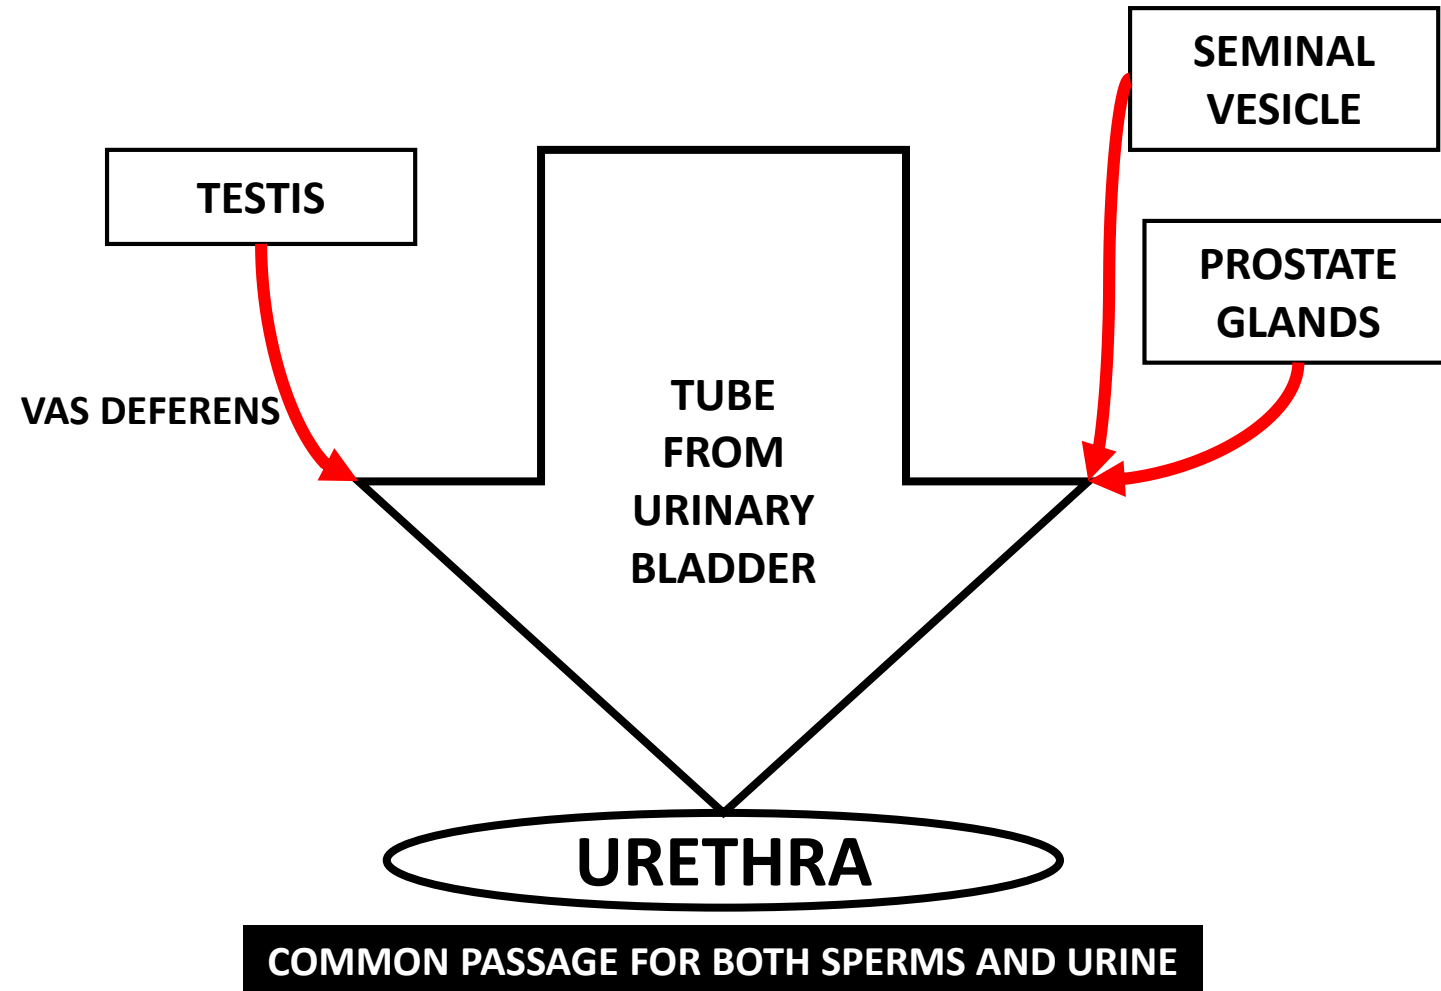 SEMINAL
VESICLE
TESTIS
PROSTATE
GLANDS
VAS DEFERENS
TUBE
FROM
URINARY
BLADDER
URETHRA
COMMON PASSAGE FOR BOTH SPERMS AND URINE